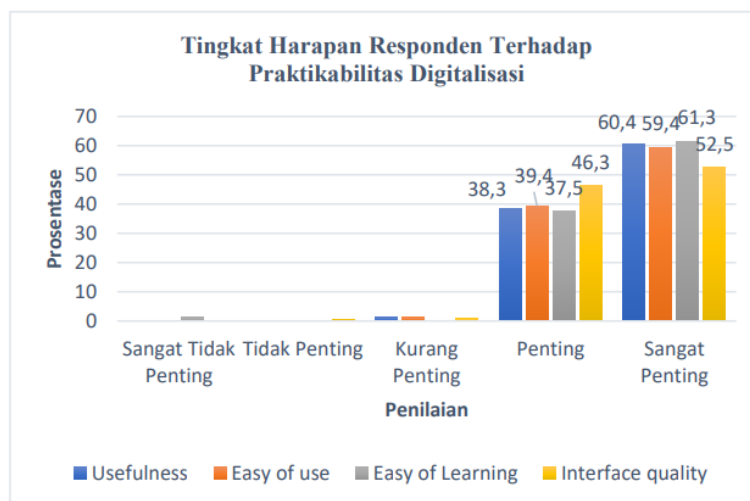 Tingkat Harapan Responden Terhadap
Praktikabilitas Digitalisasi
70
60
50
40
30
20
10
0
Prosentase
38,3
39,4
37,5
46,3
60,4
59,4
61,3
52,5
Sangat Tidak Penting
Tidak Penting
Kurang Penting
Penting
Sangat Penting
Penilaian
Usefulness
Easy of use
Easy of Learning
Interface quality